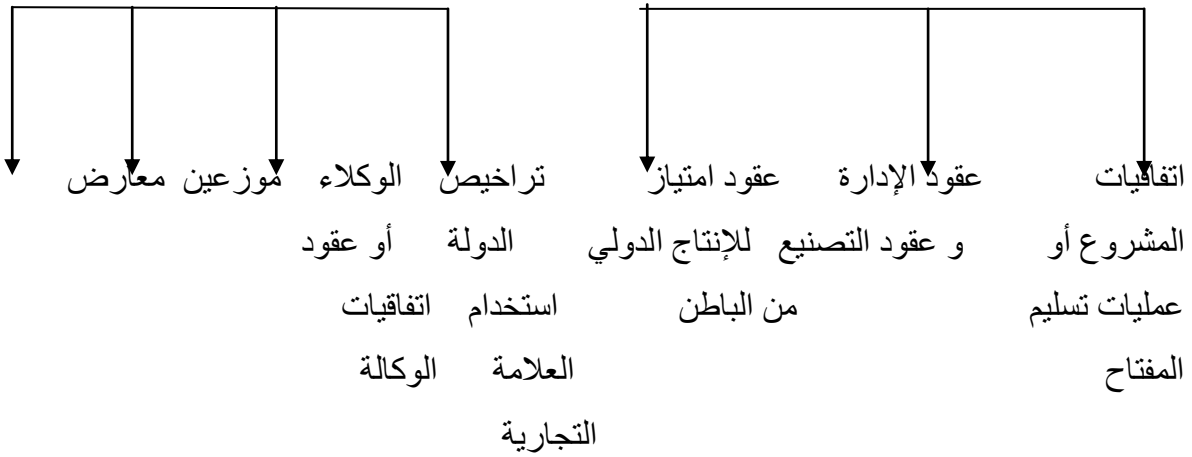 اتفاقيات عقود الإدارة عقود امتياز تراخيص الوكلاء موزعين معارض
المشروع أو و عقود التصنيع للإنتاج الدولي الدولة أو عقود
عمليات تسليم من الباطن استخدام اتفاقيات
المفتاح العلامة الوكالة
التجارية